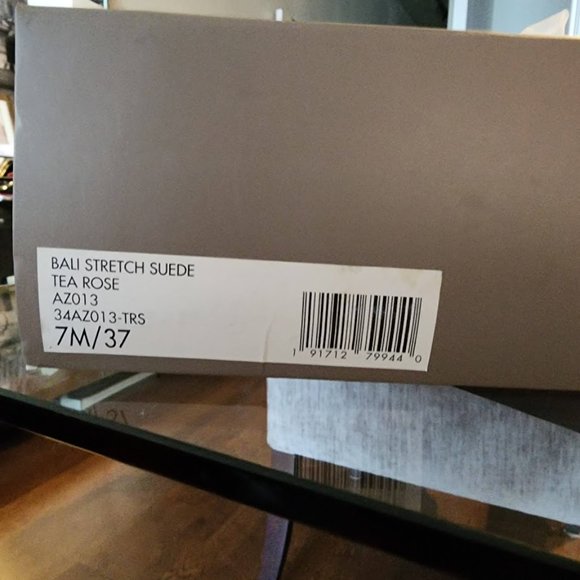 BALI STRETCH SUEDE
TEA ROSE
AZ013
34AZ013-TRS
7M/37
1 91712 79944 0